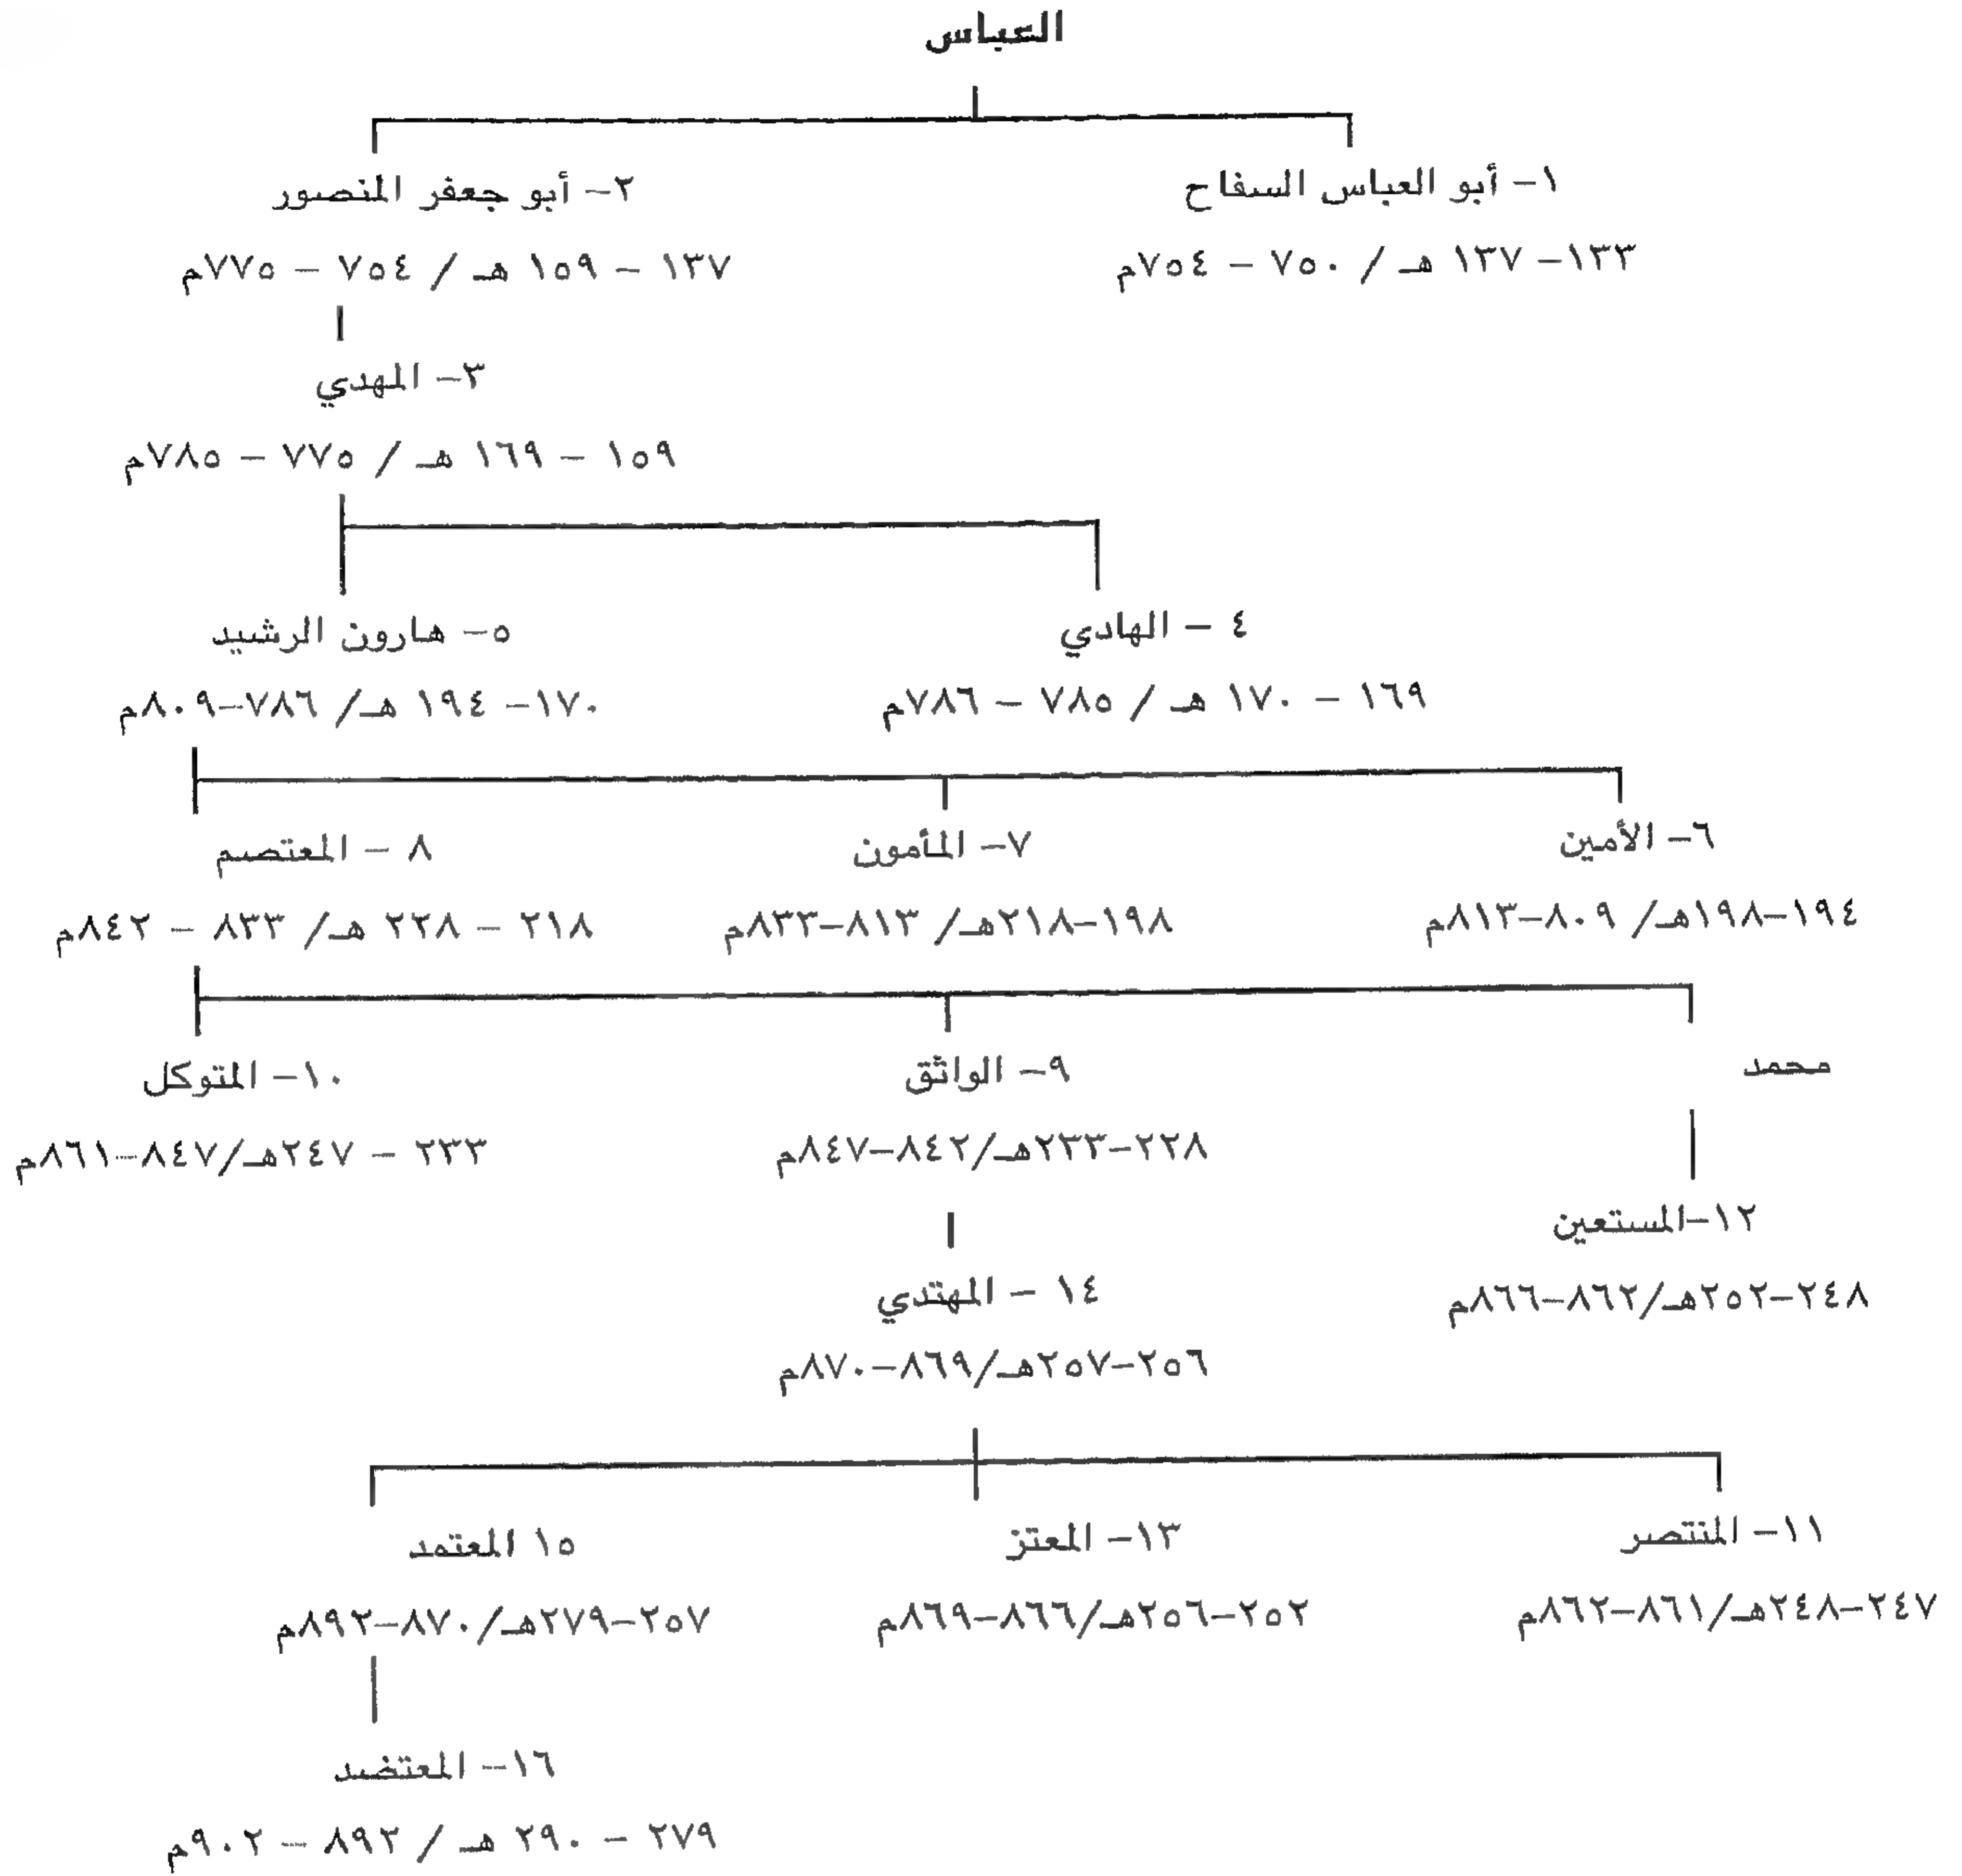 العباس
١- أبو العباس السفاح
٢- أبو جعفر المنصور
١٣٣- ١٣٧ هـ / ٧٥٠ - ٧٥٤م
١٣٧ - ١٥٩ هـ / ٧٥٤ - ٧٧٥م
٣- المهدي
١٥٩ - ١٦٩ هـ / ٧٧٥ - ٧٨٥م
٤ - الهادي
٥- هارون الرشيد
١٦٩ - ١٧٠ هـ / ٧٨٥ - ٧٨٦م
١٧٠- ١٩٤ هـ/ ٧٨٦-٨٠٩م
٦- الأمين
٧- المأمون
٨ - المعتصم
١٩٤-١٩٨هـ/ ٨٠٩-٨١٣م
١٩٨-٢١٨هـ/ ٨١٣-٨٣٣م
٢١٨ - ٢٢٨ هـ/ ٨٣٣ - ٨٤٢م
محمد
٩- الواثق
١٠- المتوكل
٢٢٨-٢٣٣هـ/٨٤٢-٨٤٧م
٢٣٣ - ٢٤٧هـ/٨٤٧-٨٦١م
١٢-المستعين
٢٤٨-٢٥٢هـ/٨٦٢-٨٦٦م
١٤ - المهتدي
٢٥٦-٢٥٧هـ/٨٦٩-٨٧٠م
١١- المنتصر
١٣- المعتز
١٥ المعتمد
٢٤٧-٢٤٨هـ/٨٦١-٨٦٢م
٢٥٢-٢٥٦هـ/٨٦٦-٨٦٩م
٢٥٧-٢٧٩هـ/٨٧٠-٨٩٢م
١٦- المعتضد
٢٧٩ - ٢٩٠ هـ / ٨٩٢ - ٩٠٢م